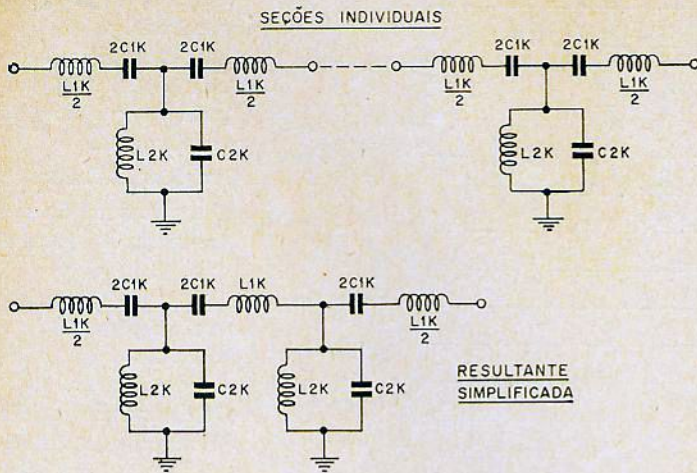 SEÇÕES INDIVIDUAIS
2C1K 2C1K 2C1K 2C1K
L1K
2
L1K
2
L1K
2
L1K
2
L2K C2K L2K C2K
2C1K 2C1K L1K 2C1K
L1K
2
L1K
2
L2K C2K L2K C2K
RESULTANTE
SIMPLIFICADA